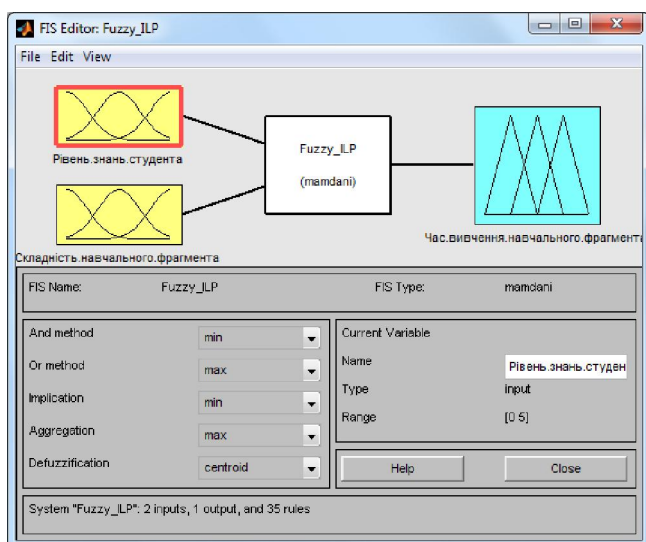 FIS Editor: Fuzzy_ILP
File Edit View
Рівень.знань.студента
Fuzzy_ILP
(mamdani)
Складність.навчального.фрагмента
Час.вивчення.навчального.фрагмент
FIS Name: Fuzzy_ILP FIS Type: mamdani
And method min
Or method max
Implication min
Aggregation max
Defuzzification centroid
Current Variable
Name Рівень.знань.студен
Type input
Range [0 5]
Help Close
System "Fuzzy_ILP": 2 inputs, 1 output, and 35 rules